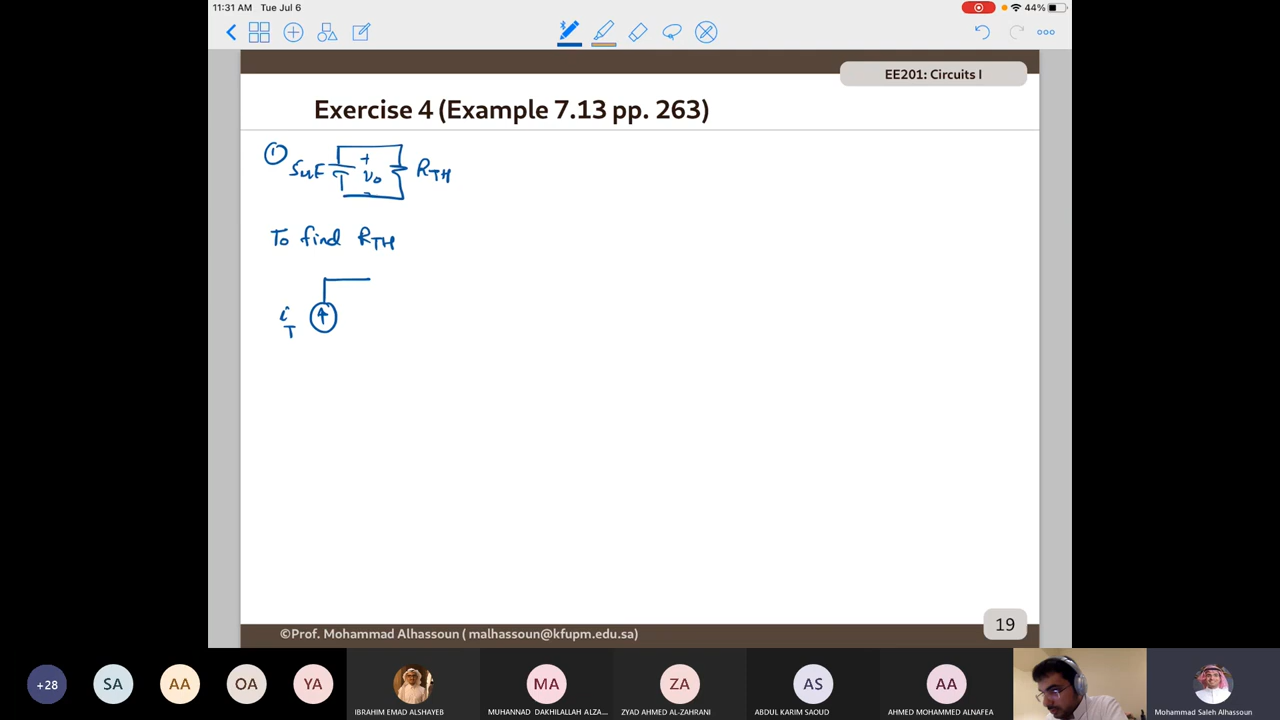 11:31 AM Tue Jul 6
44%
EE201: Circuits I
Exercise 4 (Example 7.13 pp. 263)
①
5uF + vo - RTH
To find RTH
iT
©Prof. Mohammad Alhassoun ( malhassoun@kfupm.edu.sa)
19
+28 SA AA OA YA MA ZA AS AA
IBRAHIM EMAD ALSHAYEB MUHANNAD DAKHILALLAH ALZA... ZYAD AHMED AL-ZAHRANI ABDUL KARIM SAOUD AHMED MOHAMMED ALNAFEA Mohammad Saleh Alhassoun